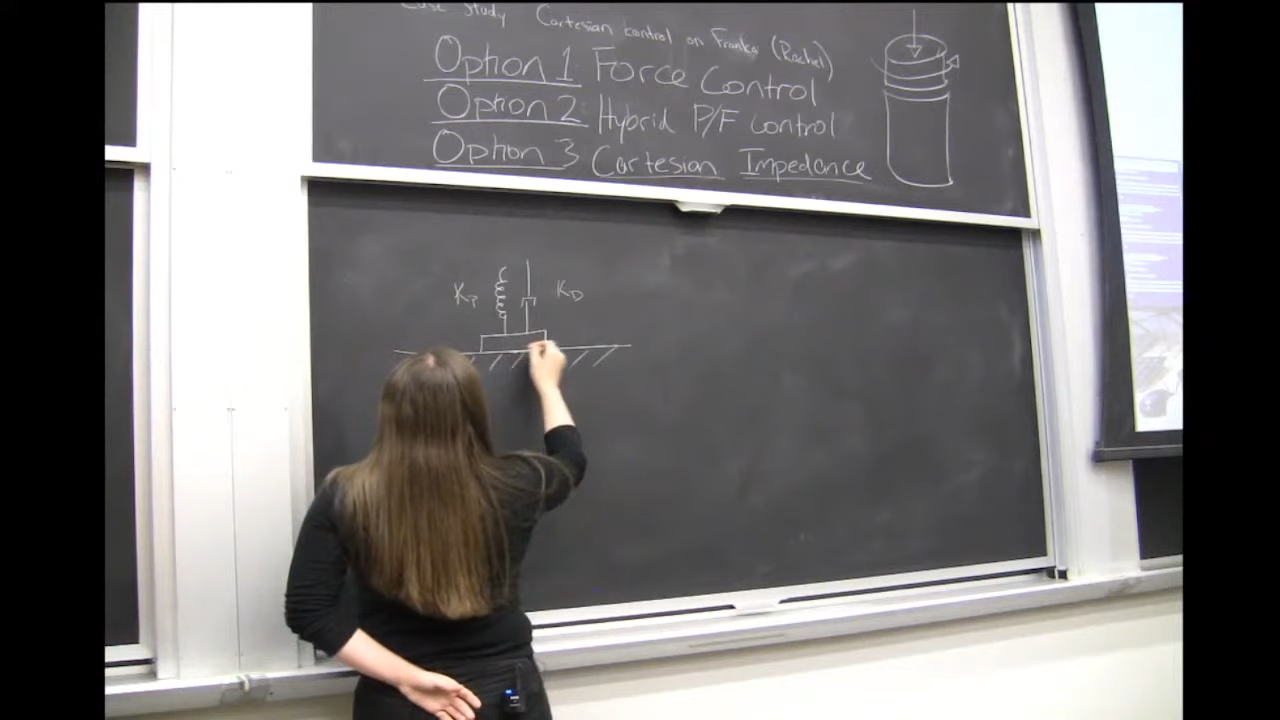 Case Study Cartesian control on Franka (Rachel)
Option 1 Force Control
Option 2 Hybrid P/F control
Option 3 Cartesian Impedance
Kp KD